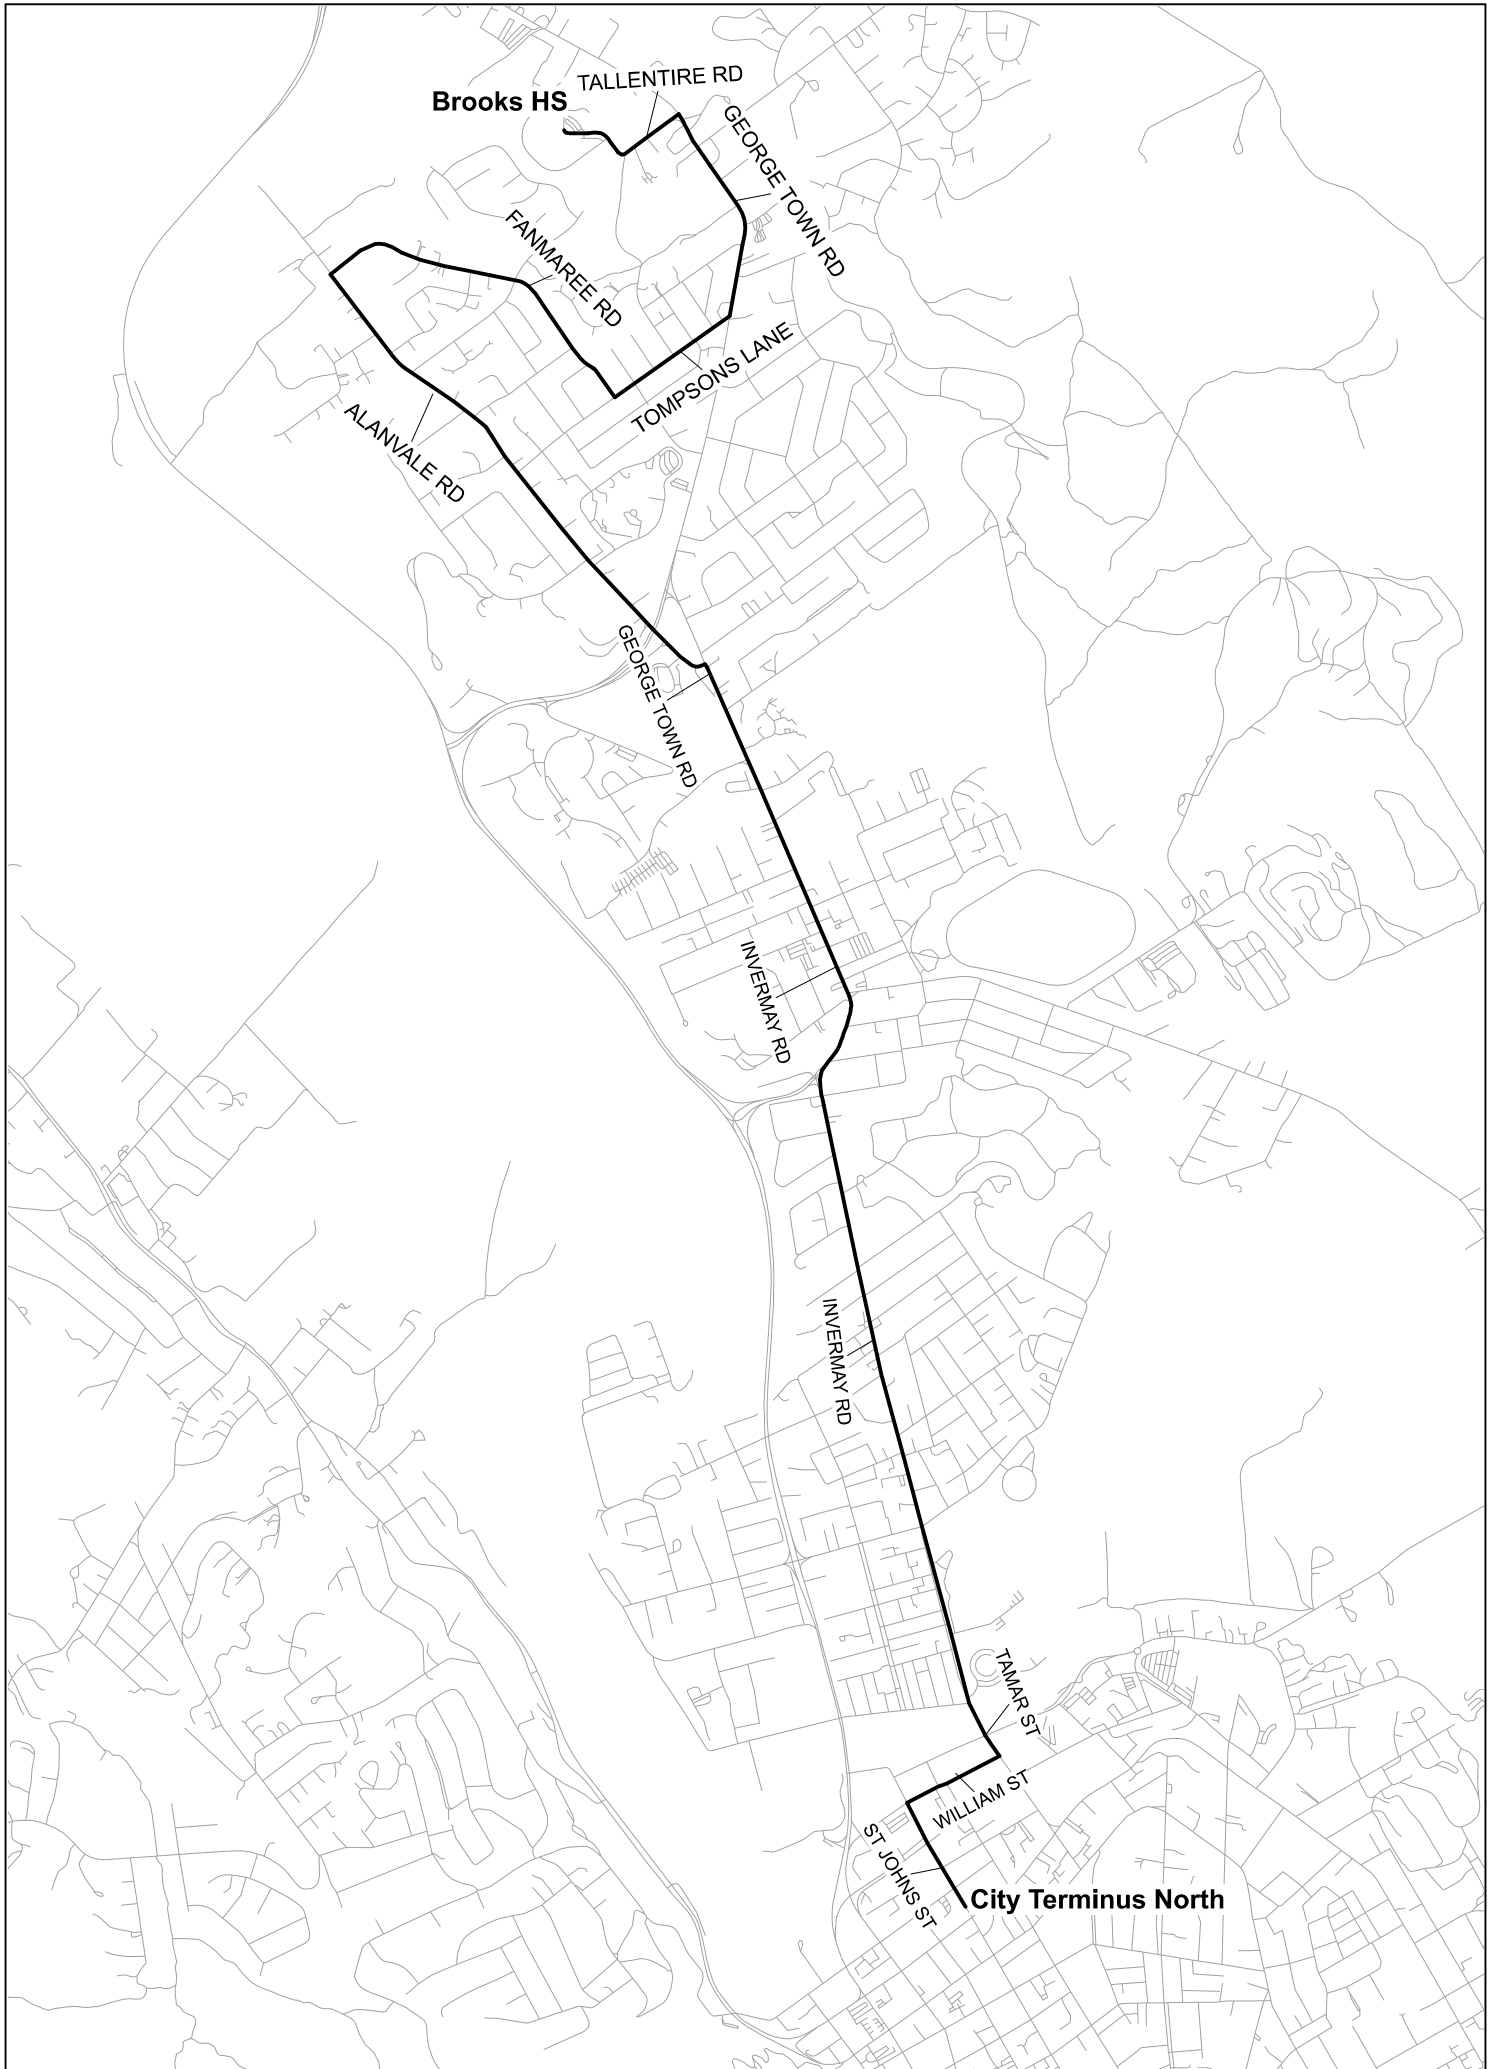 TALLENTIRE RD
Brooks HS
GEORGE TOWN RD
FANMAREE RD
TOMPSONS LANE
ALANVALE RD
GEORGE TOWN RD
INVERMAY RD
INVERMAY RD
TAMAR ST
WILLIAM ST
ST JOHNS ST
City Terminus North